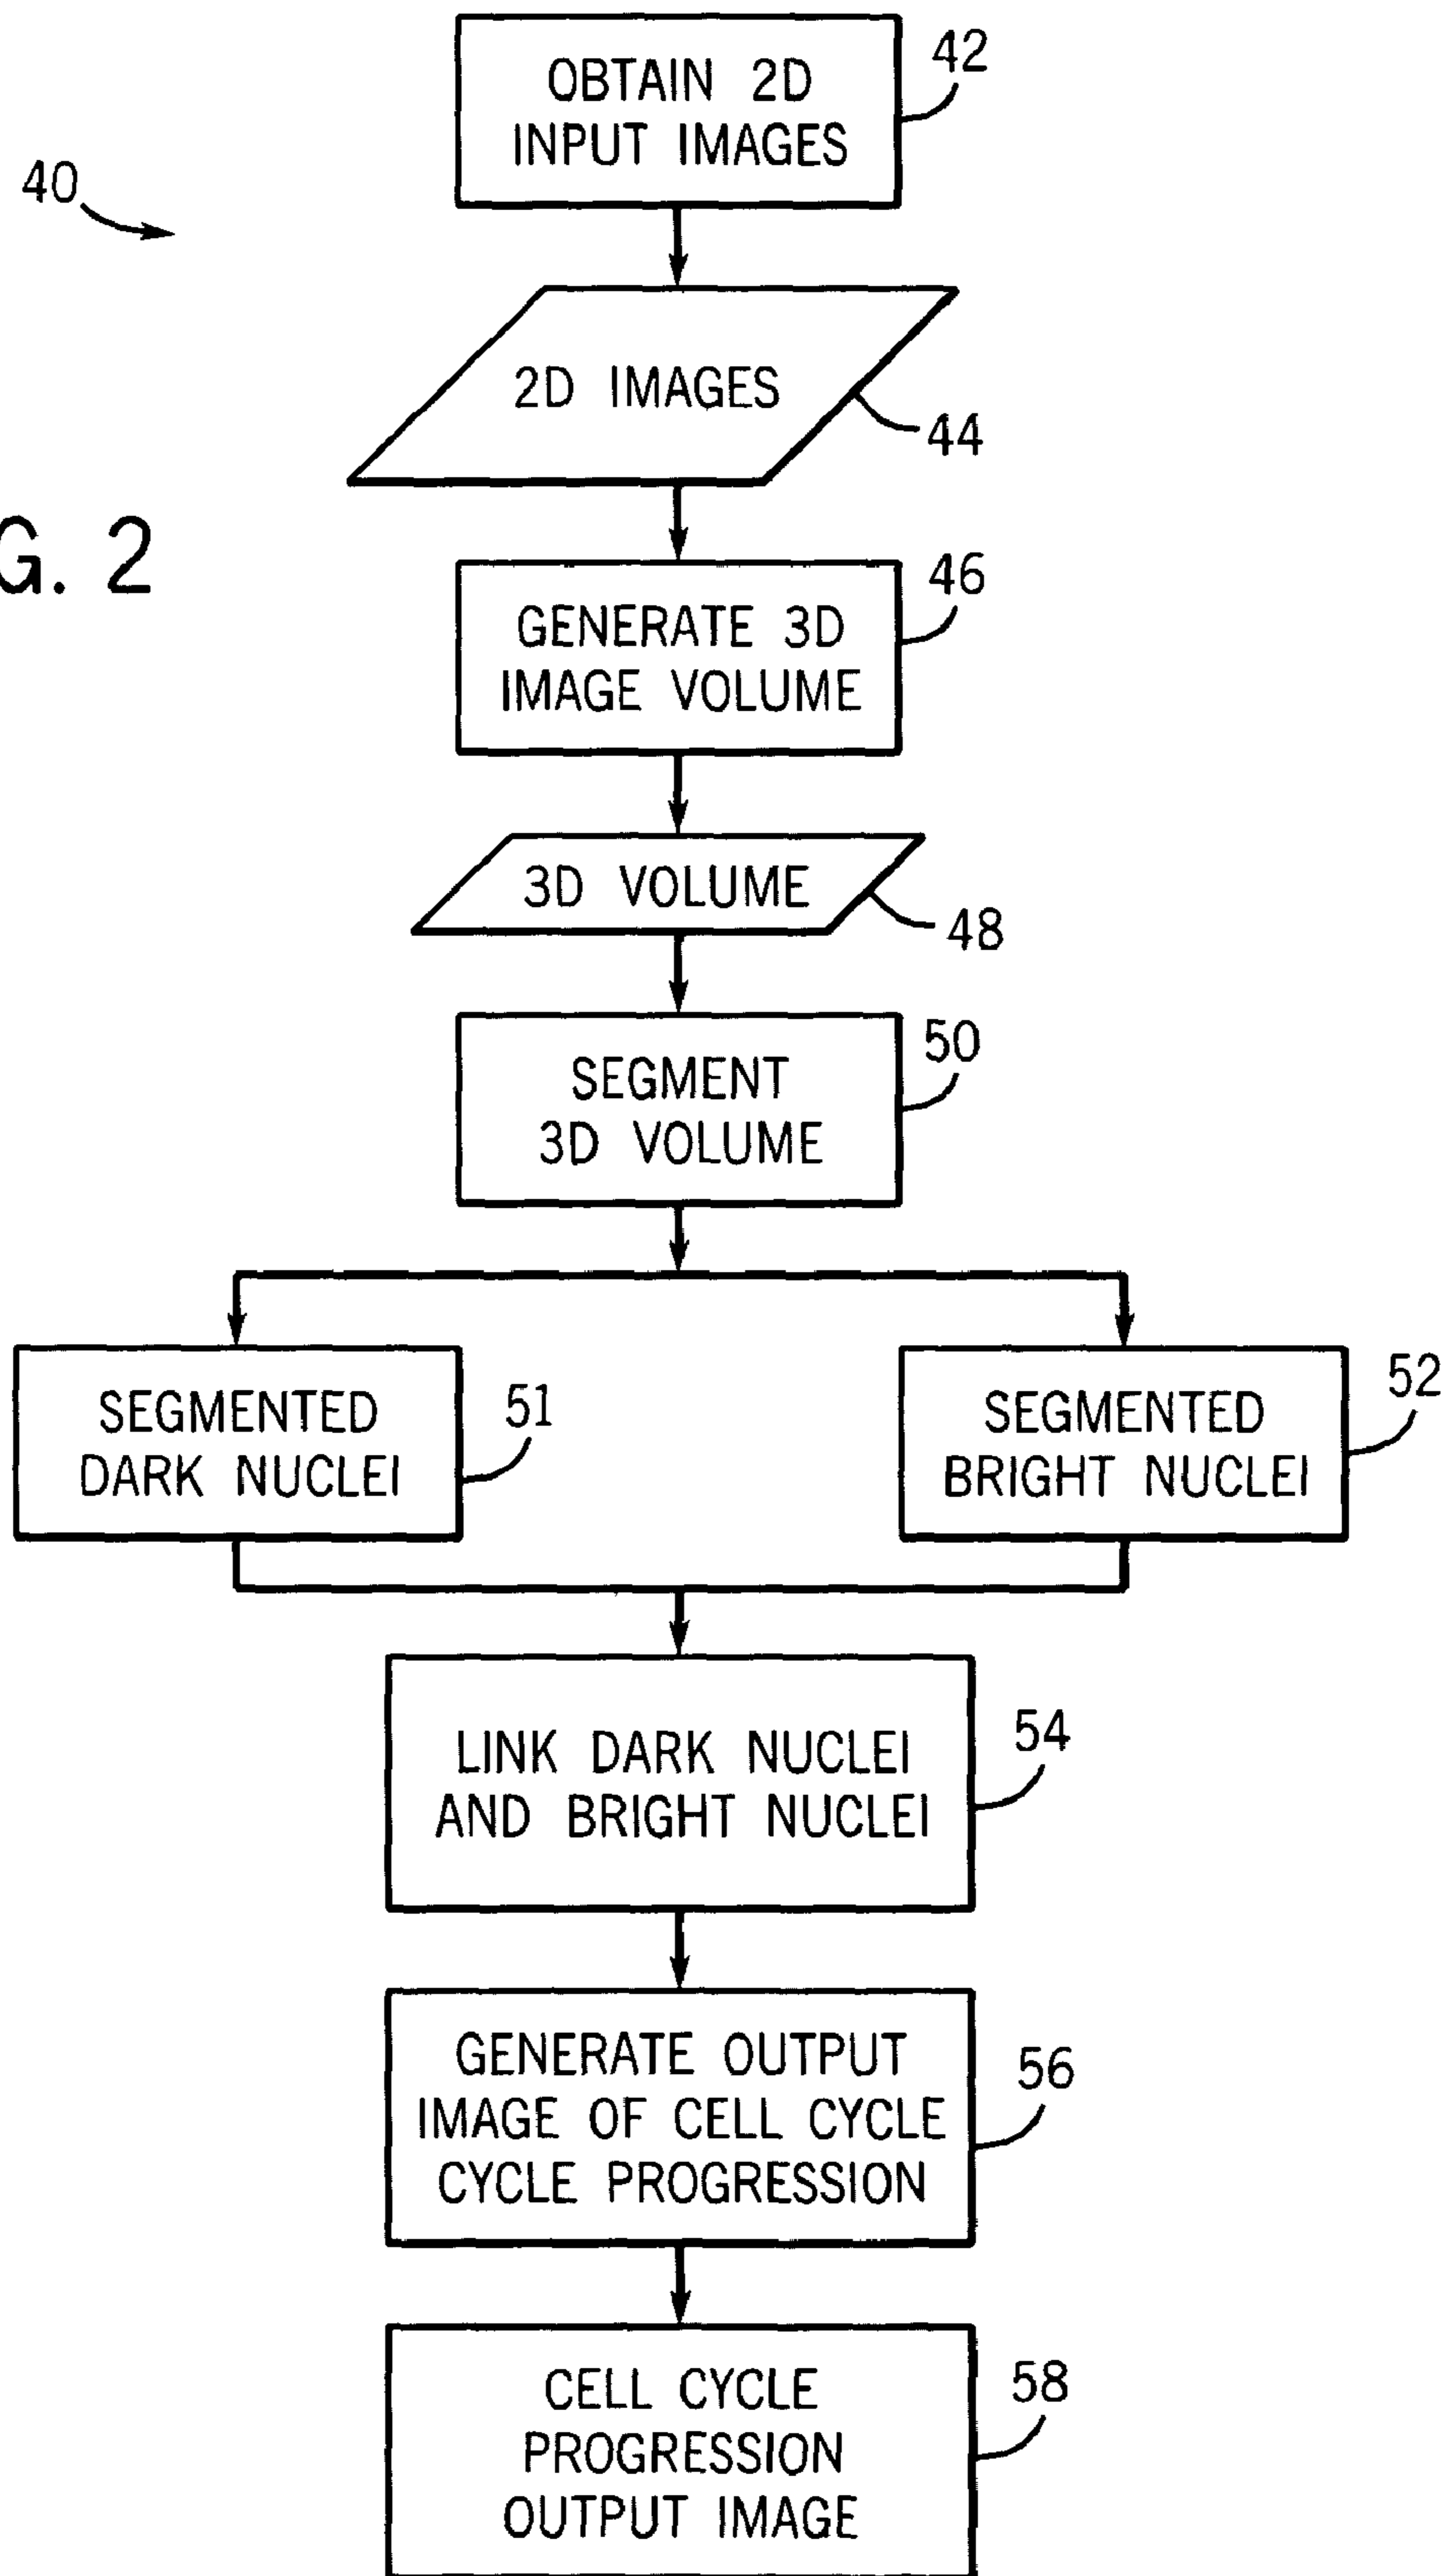 OBTAIN 2D
INPUT IMAGES
42
40
2D IMAGES
44
G. 2
GENERATE 3D
IMAGE VOLUME
46
3D VOLUME
48
SEGMENT
3D VOLUME
50
SEGMENTED
DARK NUCLEI
51
SEGMENTED
BRIGHT NUCLEI
52
LINK DARK NUCLEI
AND BRIGHT NUCLEI
54
GENERATE OUTPUT
IMAGE OF CELL CYCLE
CYCLE PROGRESSION
56
CELL CYCLE
PROGRESSION
OUTPUT IMAGE
58